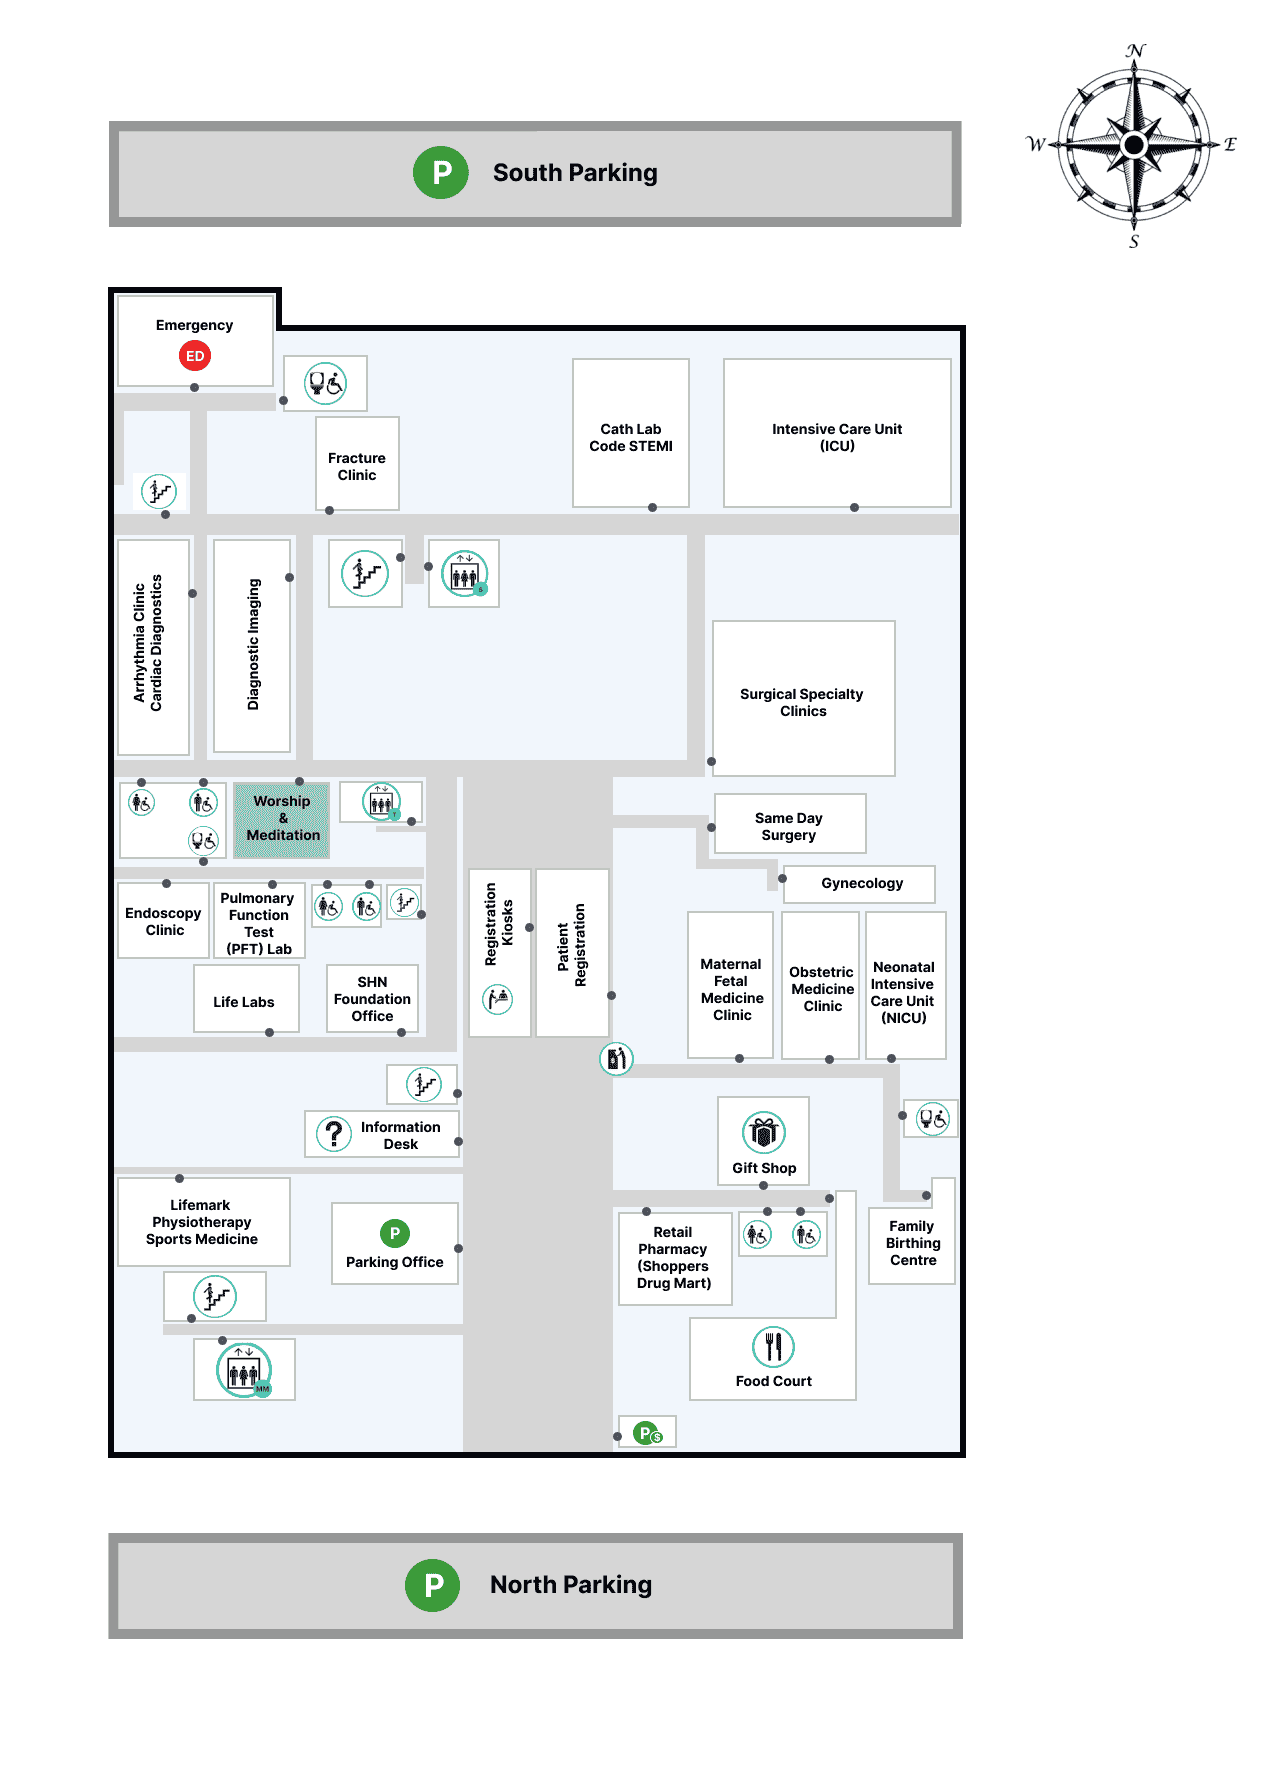 N
W
E
S
P
South Parking
Emergency
ED
Fracture
Clinic
Cath Lab
Code STEMI
Intensive Care Unit
(ICU)
S
Arrhythmia Clinic
Cardiac Diagnostics
Diagnostic Imaging
Surgical Specialty
Clinics
Worship
&
Meditation
T
Same Day
Surgery
Gynecology
Endoscopy
Clinic
Pulmonary
Function
Test
(PFT) Lab
Registration
Kiosks
Patient
Registration
Maternal
Fetal
Medicine
Clinic
Obstetric
Medicine
Clinic
Neonatal
Intensive
Care Unit
(NICU)
Life Labs
SHN
Foundation
Office
?
Information
Desk
Gift Shop
Lifemark
Physiotherapy
Sports Medicine
P
Parking Office
Retail
Pharmacy
(Shoppers
Drug Mart)
Family
Birthing
Centre
MM
Food Court
P
$
P
North Parking